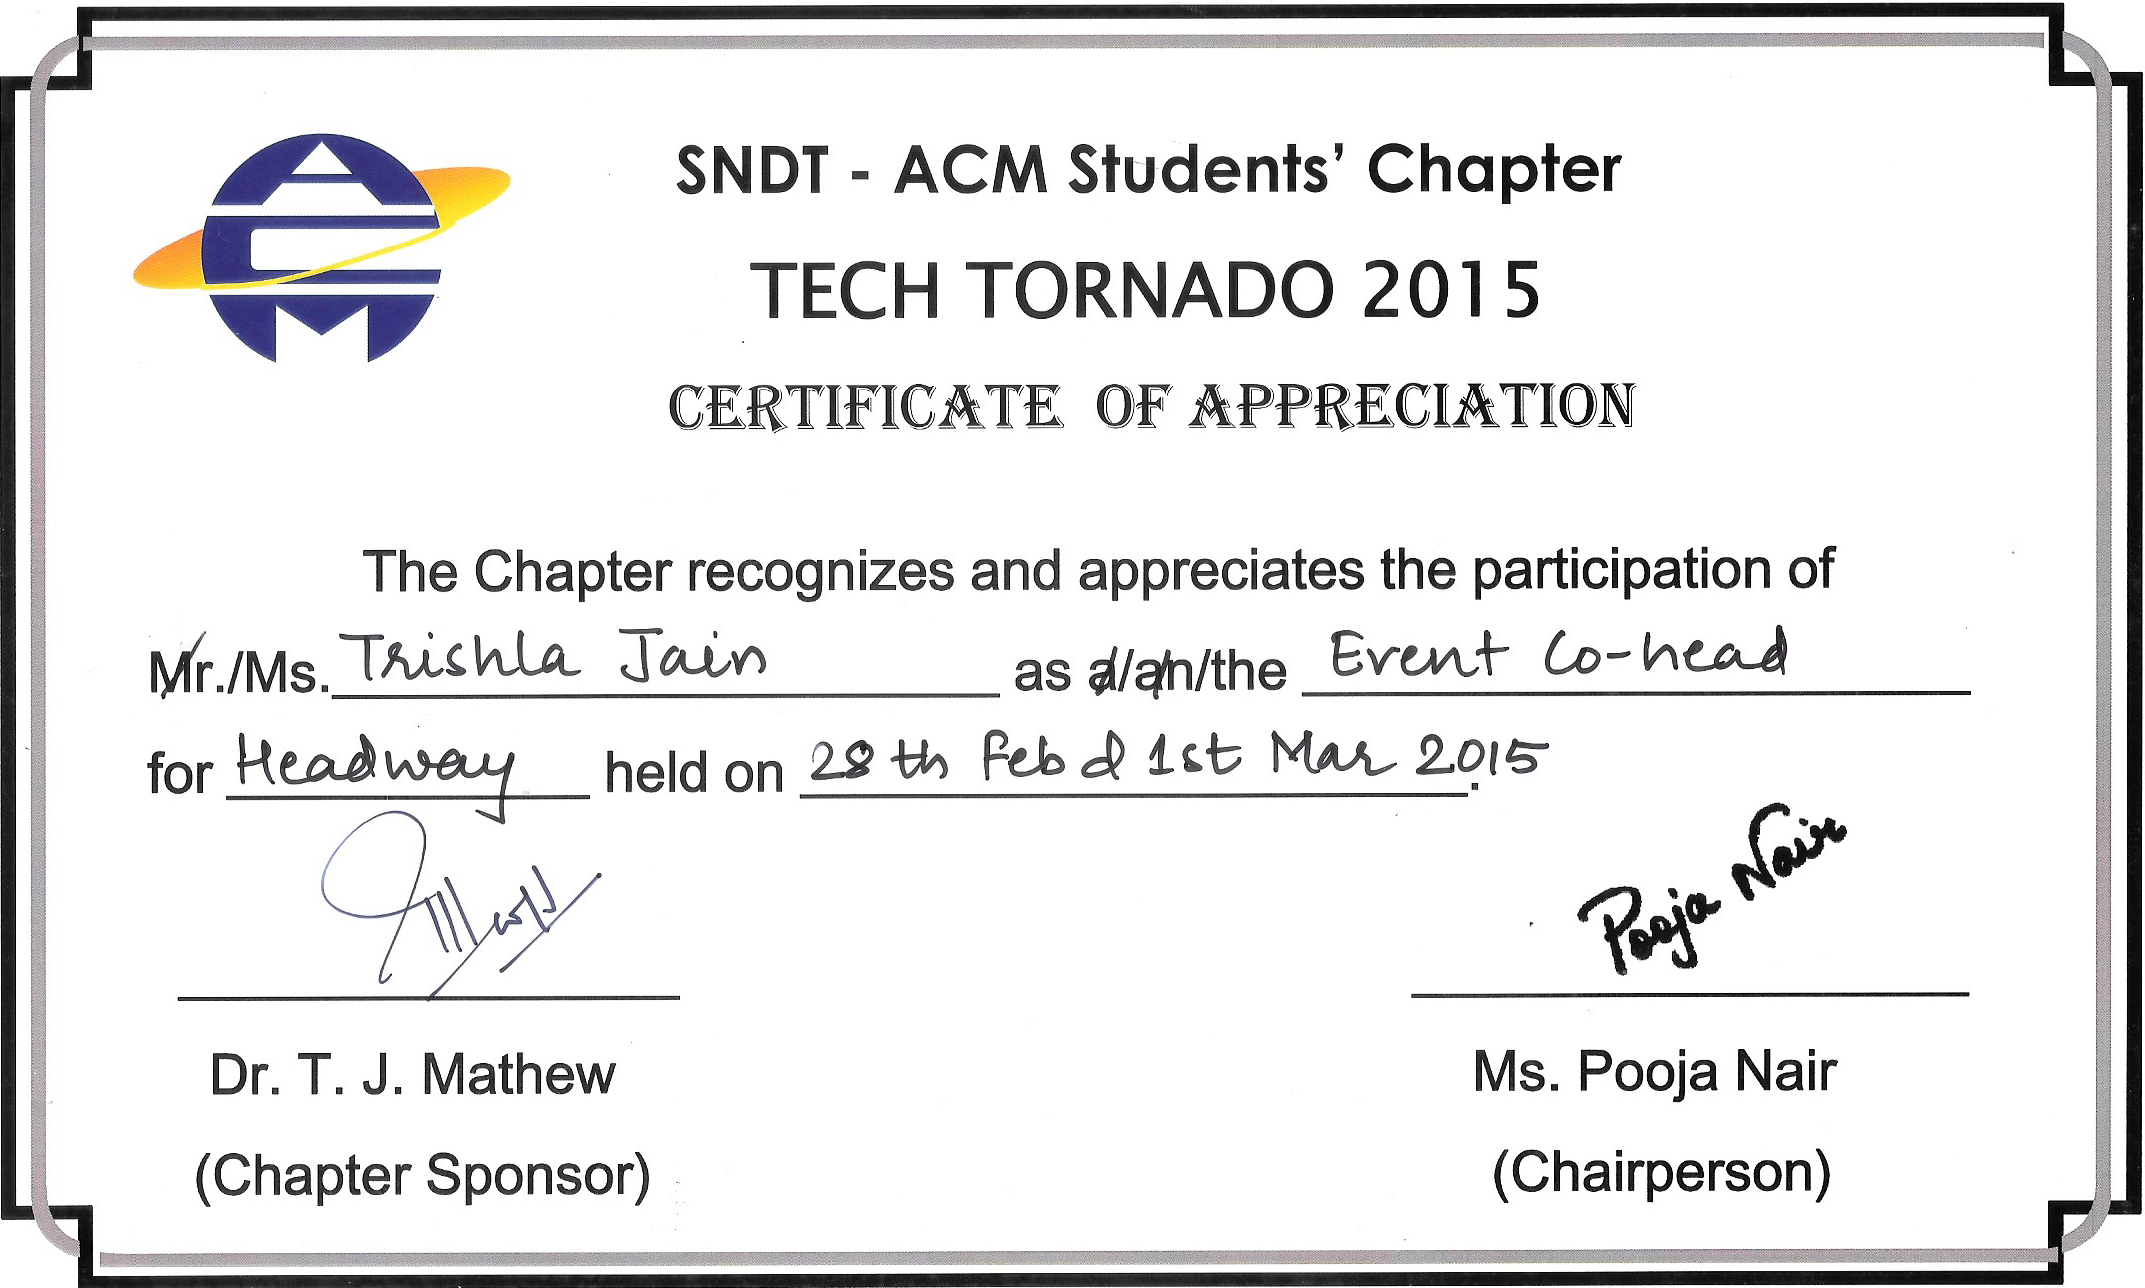 ACM
SNDT - ACM Students’ Chapter
TECH TORNADO 2015
CERTIFICATE OF APPRECIATION
The Chapter recognizes and appreciates the participation of
Mr./Ms. Trishla Jain as a/an/the Event Co-head
for Headway held on 28th Feb & 1st Mar 2015.
Pooja Nair
Dr. T. J. Mathew
Ms. Pooja Nair
(Chapter Sponsor)
(Chairperson)